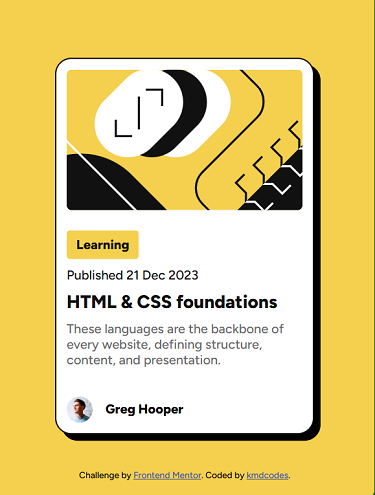 Learning
Published 21 Dec 2023
HTML & CSS foundations
These languages are the backbone of
every website, defining structure,
content, and presentation.
Greg Hooper
Challenge by Frontend Mentor. Coded by kmdcodes.